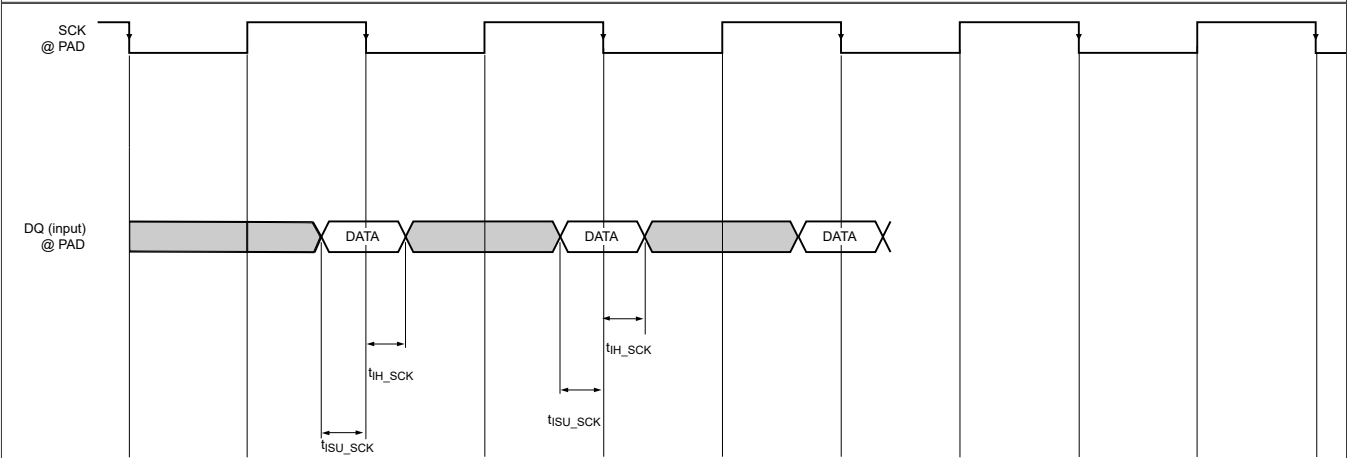 SCK
@ PAD
DQ (input)
@ PAD
DATA
DATA
DATA
tIH_SCK
tIH_SCK
tISU_SCK
tISU_SCK